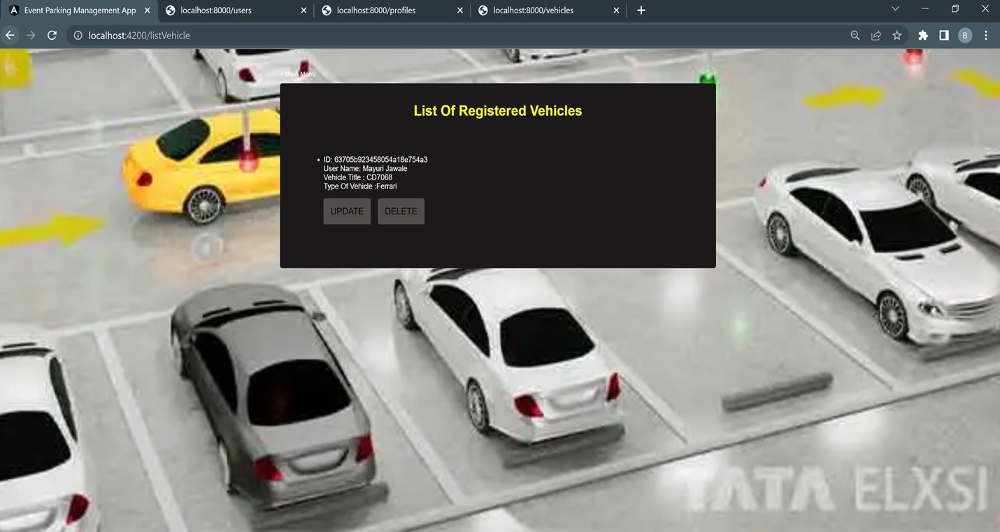 Event Parking Management App
localhost:8000/users
localhost:8000/profiles
localhost:8000/vehicles
localhost:4200/listVehicle
B
Main Menu
List Of Registered Vehicles
ID: 63705b923458054a18e754a3
User Name: Mayuri Jawale
Vehicle Title : CD7068
Type Of Vehicle :Ferrari
UPDATE DELETE
TATA ELXSI